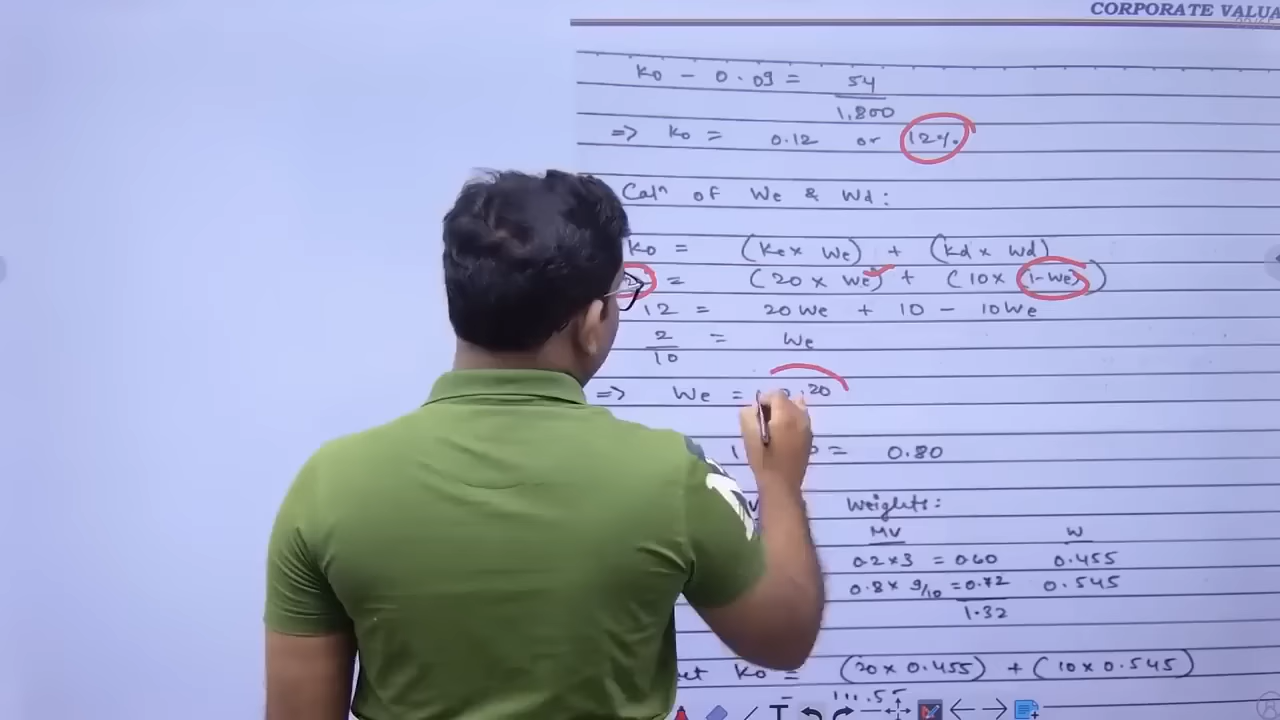 CORPORATE VALUA
Ko - 0.09 = 54
1,800
=> Ko = 0.12 or 12%
Calⁿ of We & Wd:
Ko = (Ke x We) + (Kd x Wd)
= (20 x We) + (10 x (1-We))
12 = 20We + 10 - 10We
2 = We
10
=> We = 0.20
1 = 0.80
Weights:
MV W
0.2 x 3 = 0.60 0.455
0.8 x 9/10 = 0.72 0.545
1.32
Ko = (20 x 0.455) + (10 x 0.545)
=